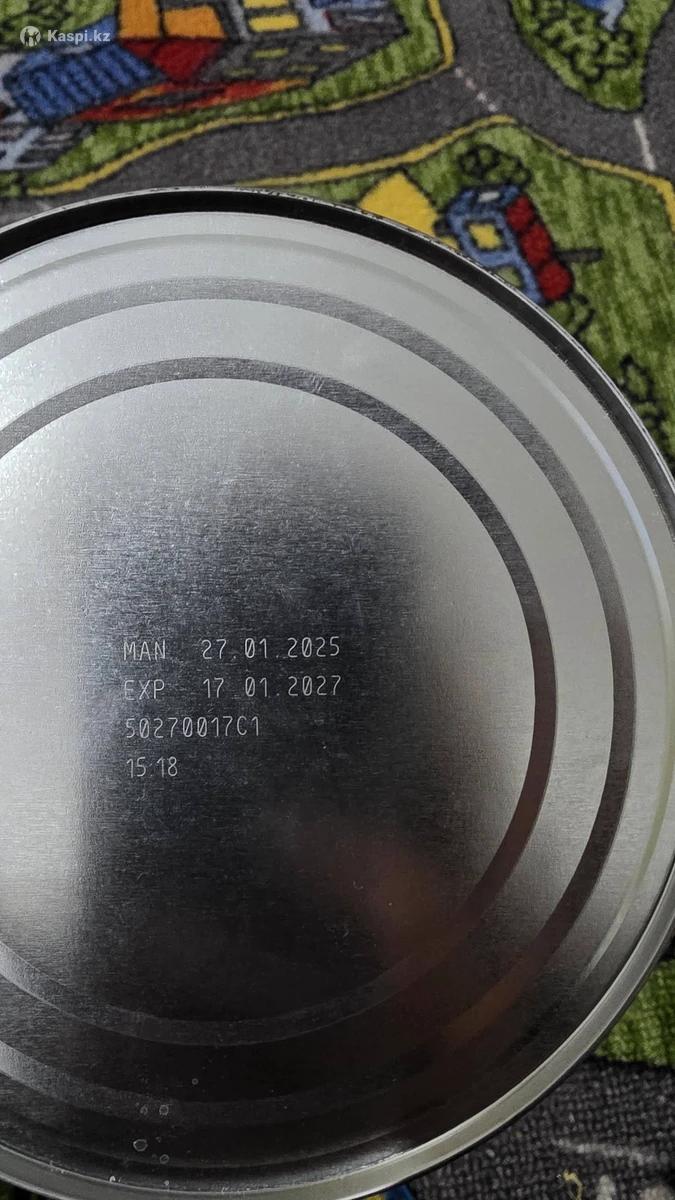 Kaspi.kz
MAN 27.01.2025
EXP 17 01.2027
50270017C1
15:18